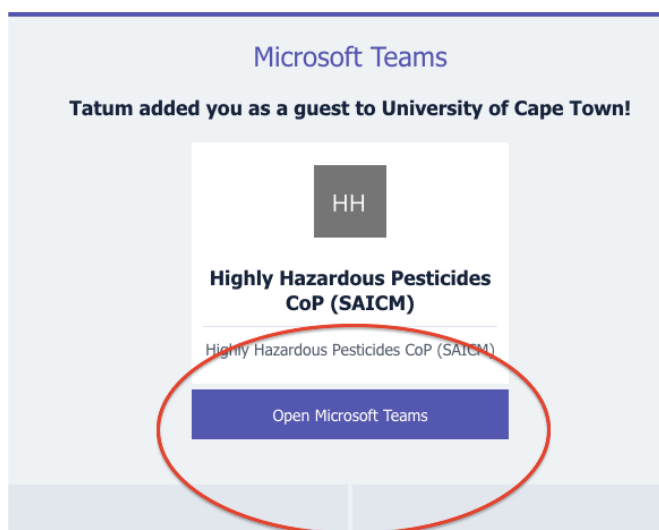 Microsoft Teams
Tatum added you as a guest to University of Cape Town!
HH
Highly Hazardous Pesticides
CoP (SAICM)
Highly Hazardous Pesticides CoP (SAICM)
Open Microsoft Teams